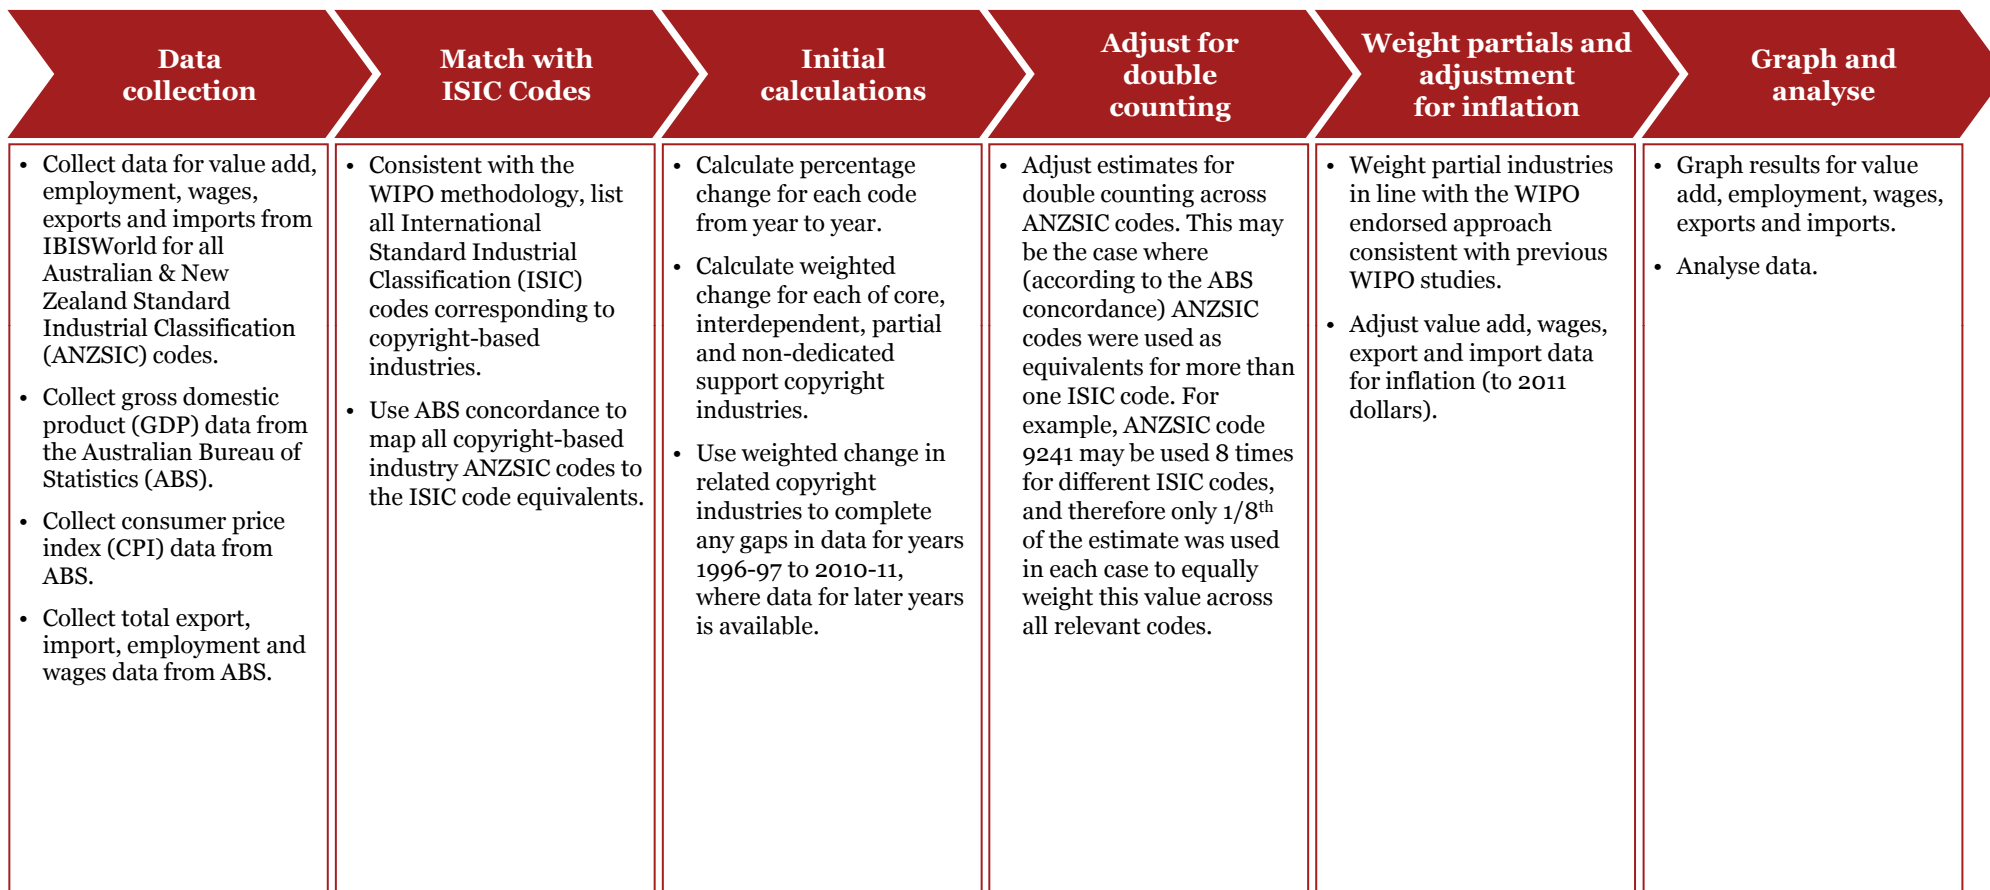 Data
collection
Match with
ISIC Codes
Initial
calculations
Adjust for
double
counting
Weight partials and
adjustment
for inflation
Graph and
analyse
• Collect data for value add,
employment, wages,
exports and imports from
IBISWorld for all
Australian & New
Zealand Standard
Industrial Classification
(ANZSIC) codes.
• Collect gross domestic
product (GDP) data from
the Australian Bureau of
Statistics (ABS).
• Collect consumer price
index (CPI) data from
ABS.
• Collect total export,
import, employment and
wages data from ABS.
• Consistent with the
WIPO methodology, list
all International
Standard Industrial
Classification (ISIC)
codes corresponding to
copyright-based
industries.
• Use ABS concordance to
map all copyright-based
industry ANZSIC codes to
the ISIC code equivalents.
• Calculate percentage
change for each code
from year to year.
• Calculate weighted
change for each of core,
interdependent, partial
and non-dedicated
support copyright
industries.
• Use weighted change in
related copyright
industries to complete
any gaps in data for years
1996-97 to 2010-11,
where data for later years
is available.
• Adjust estimates for
double counting across
ANZSIC codes. This may
be the case where
(according to the ABS
concordance) ANZSIC
codes were used as
equivalents for more than
one ISIC code. For
example, ANZSIC code
9241 may be used 8 times
for different ISIC codes,
and therefore only 1/8th
of the estimate was used
in each case to equally
weight this value across
all relevant codes.
• Weight partial industries
in line with the WIPO
endorsed approach
consistent with previous
WIPO studies.
• Adjust value add, wages,
export and import data
for inflation (to 2011
dollars).
• Graph results for value
add, employment, wages,
exports and imports.
• Analyse data.